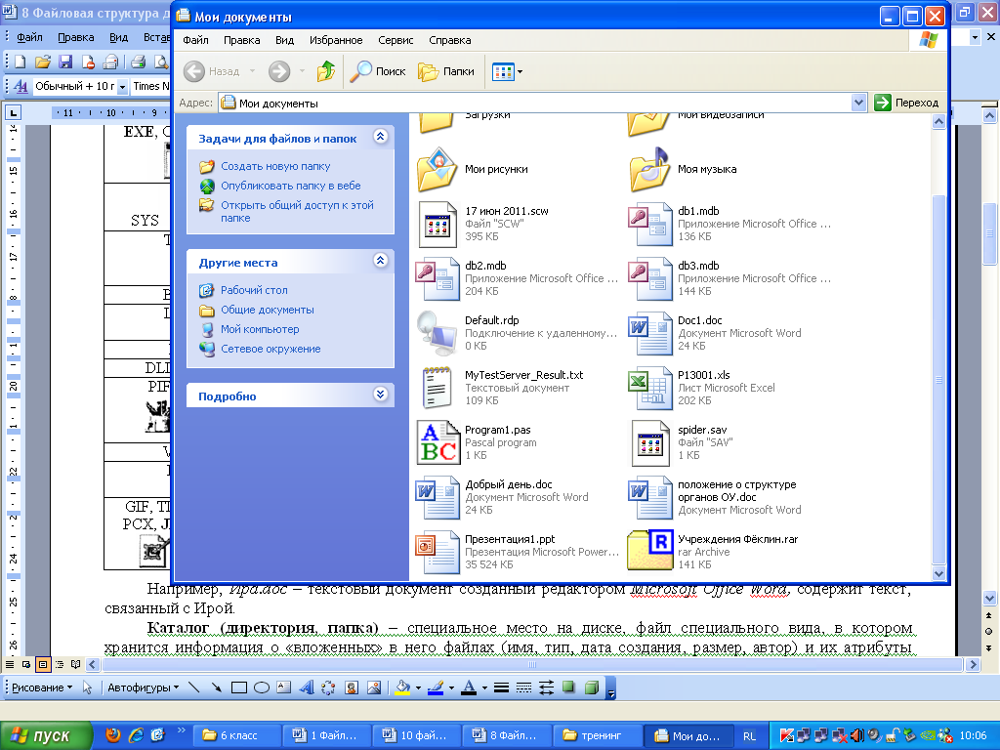 8 Файловая структура д
Мои документы
Файл Правка Вид Вста
Файл Правка Вид Избранное Сервис Справка
Назад Поиск Папки
Обычный + 10 г Times N
Адрес: Мои документы Переход
11 10 9
Задачи для файлов и папок
Создать новую папку
Опубликовать папку в вебе
Открыть общий доступ к этой
папке
Другие места
Рабочий стол
Общие документы
Мой компьютер
Сетевое окружение
Подробно
Загрузки
Мои видеозаписи
Мои рисунки
Моя музыка
17 июн 2011.scw
Файл "SCW"
395 КБ
db1.mdb
Приложение Microsoft Office ...
136 КБ
db2.mdb
Приложение Microsoft Office ...
204 КБ
db3.mdb
Приложение Microsoft Office ...
144 КБ
Default.rdp
Подключение к удаленному...
0 КБ
Doc1.doc
Документ Microsoft Word
24 КБ
MyTestServer_Result.txt
Текстовый документ
109 КБ
P13001.xls
Лист Microsoft Excel
202 КБ
Program1.pas
Pascal program
1 КБ
spider.sav
Файл "SAV"
1 КБ
Добрый день.doc
Документ Microsoft Word
24 КБ
положение о структуре
органов ОУ.doc
Документ Microsoft Word
Презентация1.ppt
Презентация Microsoft Power...
35 524 КБ
Учреждения Фёклин.rar
rar Archive
141 КБ
EXE,
SYS
DLL
PIF
GIF, TI
PCX, J
Например, Ира.doc – текстовый документ созданный редактором Microsoft Office Word, содержит текст,
связанный с Ирой.
Каталог (директория, папка) – специальное место на диске, файл специального вида, в котором
хранится информация о «вложенных» в него файлах (имя, тип, дата создания, размер, автор) и их атрибуты
Рисование Автофигуры
пуск 6 класс 1 Файл... 10 фай... 8 Файл... тренинг Мои до... RL 10:06